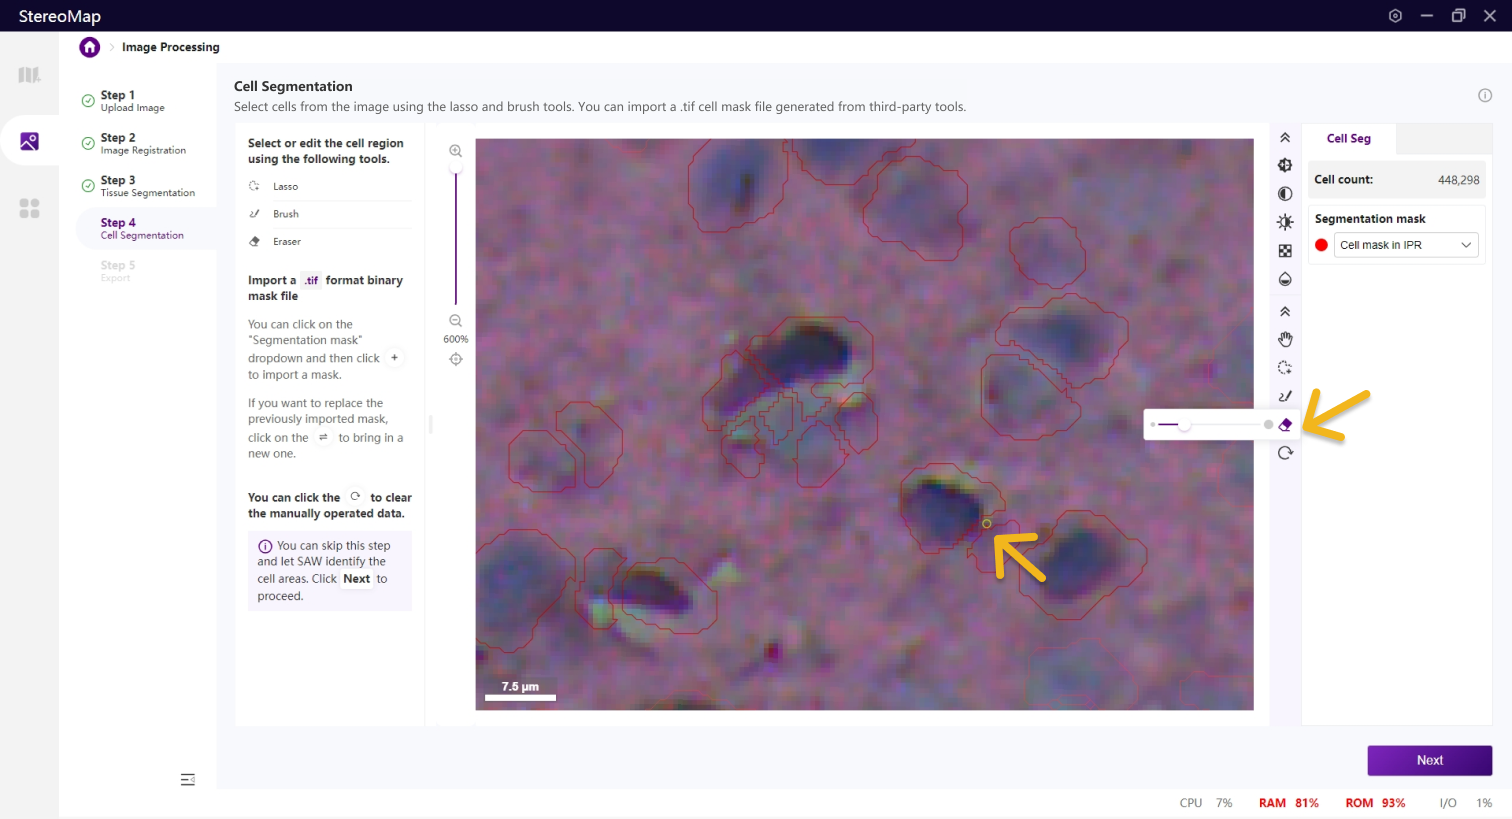 StereoMap
Image Processing
Step 1
Upload Image
Step 2
Image Registration
Step 3
Tissue Segmentation
Step 4
Cell Segmentation
Step 5
Export
Cell Segmentation
Select cells from the image using the lasso and brush tools. You can import a .tif cell mask file generated from third-party tools.
Select or edit the cell region
using the following tools.
Lasso
Brush
Eraser
Import a .tif format binary
mask file
You can click on the
"Segmentation mask"
dropdown and then click +
to import a mask.
If you want to replace the
previously imported mask,
click on the ⇌ to bring in a
new one.
You can click the to clear
the manually operated data.
You can skip this step
and let SAW identify the
cell areas. Click Next to
proceed.
600%
7.5 μm
Cell Seg
Cell count: 448,298
Segmentation mask
Cell mask in IPR
Next
CPU 7% RAM 81% ROM 93% I/O 1%